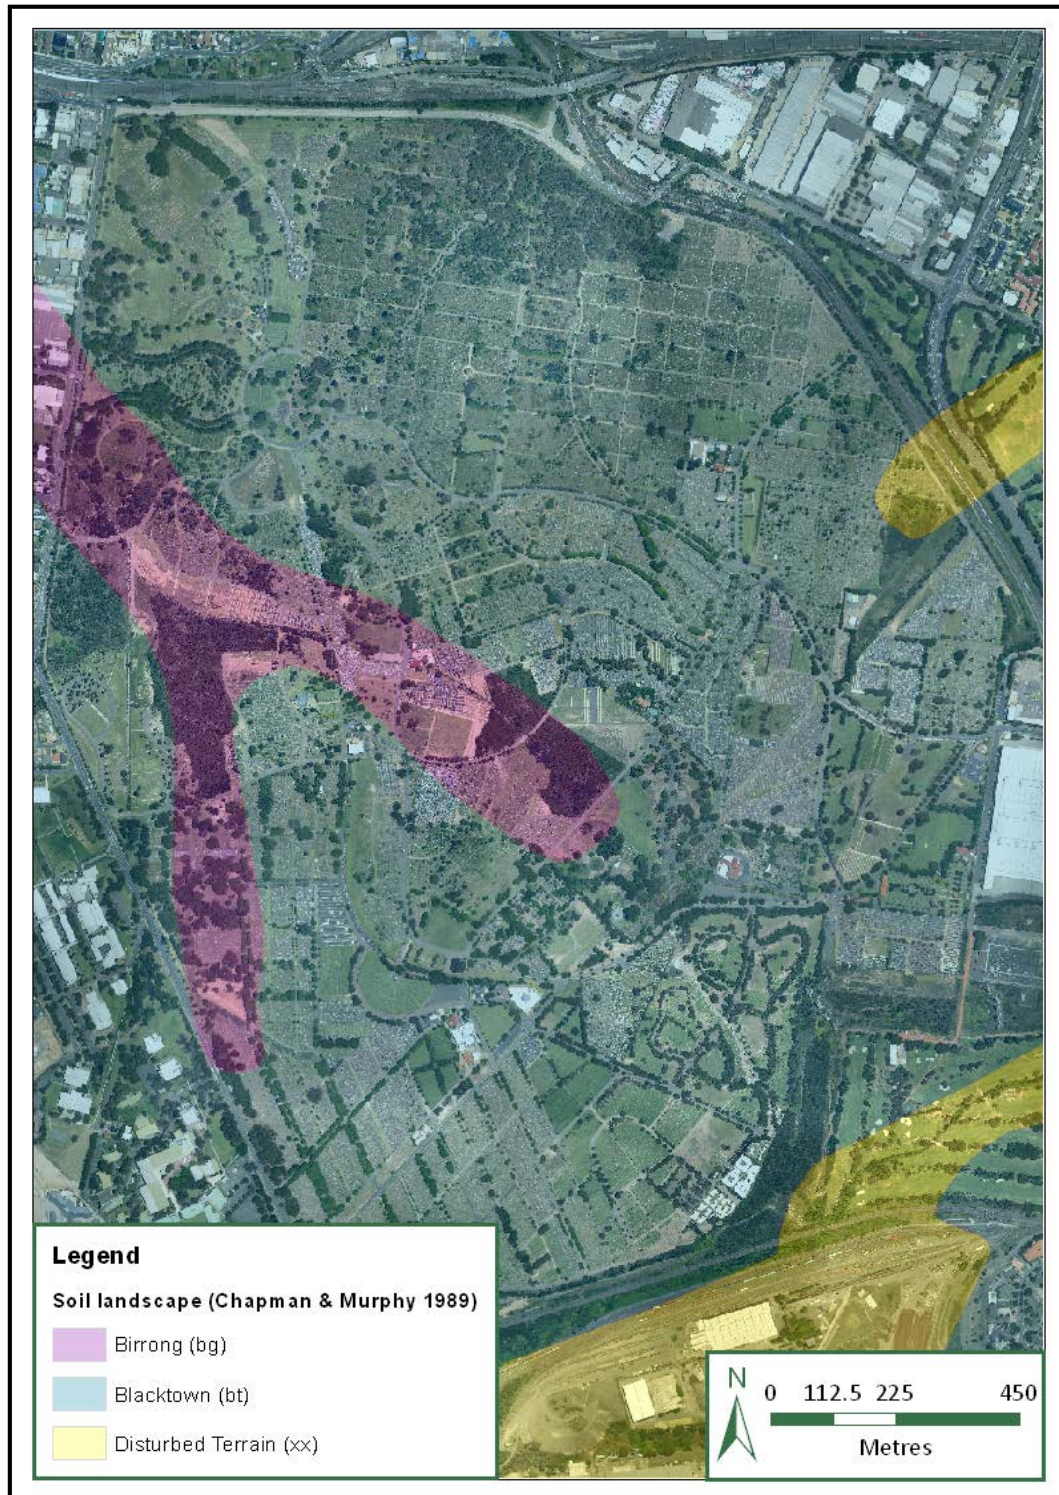 Legend
Soil landscape (Chapman & Murphy 1989)
Birrong (bg)
Blacktown (bt)
Disturbed Terrain (xx)
N
0 112.5 225 450
Metres